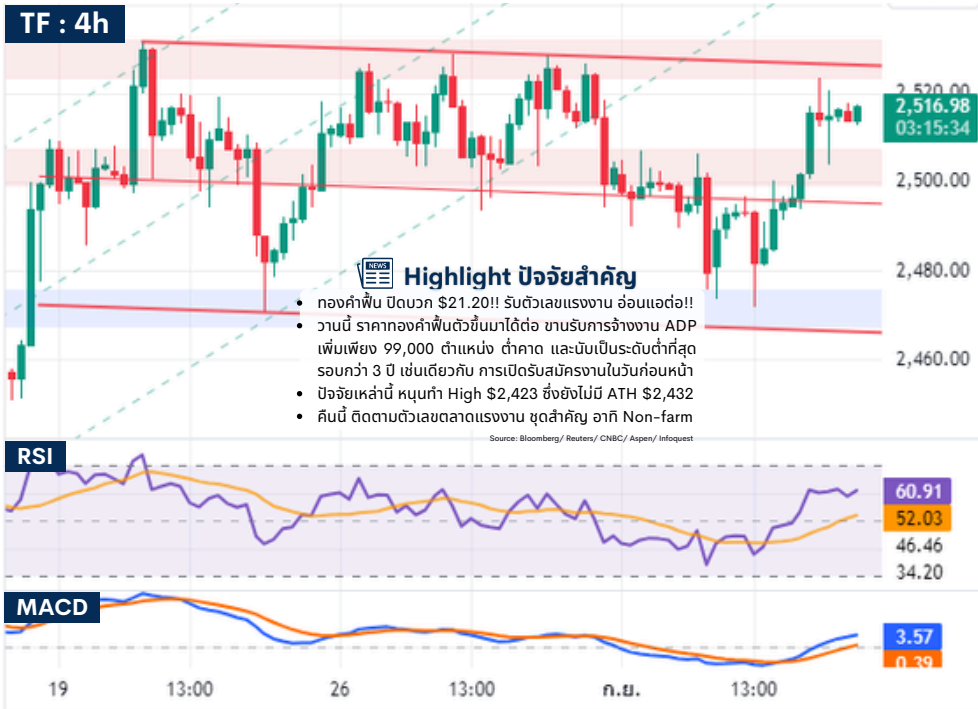 TF : 4h
2,520.00
2,516.98
03:15:34
2,500.00
2,480.00
2,460.00
NEWS
Highlight ปัจจัยสำคัญ
• ทองคำฟื้น ปิดบวก $21.20!! รับตัวเลขแรงงาน อ่อนแอต่อ!!
• วานนี้ ราคาทองคำฟื้นตัวขึ้นมาได้ต่อ ขานรับการจ้างงาน ADP
เพิ่มเพียง 99,000 ตำแหน่ง ต่ำคาด และนับเป็นระดับต่ำที่สุด
รอบกว่า 3 ปี เช่นเดียวกับ การเปิดรับสมัครงานในวันก่อนหน้า
• ปัจจัยเหล่านี้ หนุนทำ High $2,423 ซึ่งยังไม่มี ATH $2,432
• คืนนี้ ติดตามตัวเลขตลาดแรงงาน ชุดสำคัญ อาทิ Non-farm
Source: Bloomberg/ Reuters/ CNBC/ Aspen/ Infoquest
RSI
60.91
52.03
46.46
34.20
MACD
3.57
0.39
19 13:00 26 13:00 ก.ย. 13:00